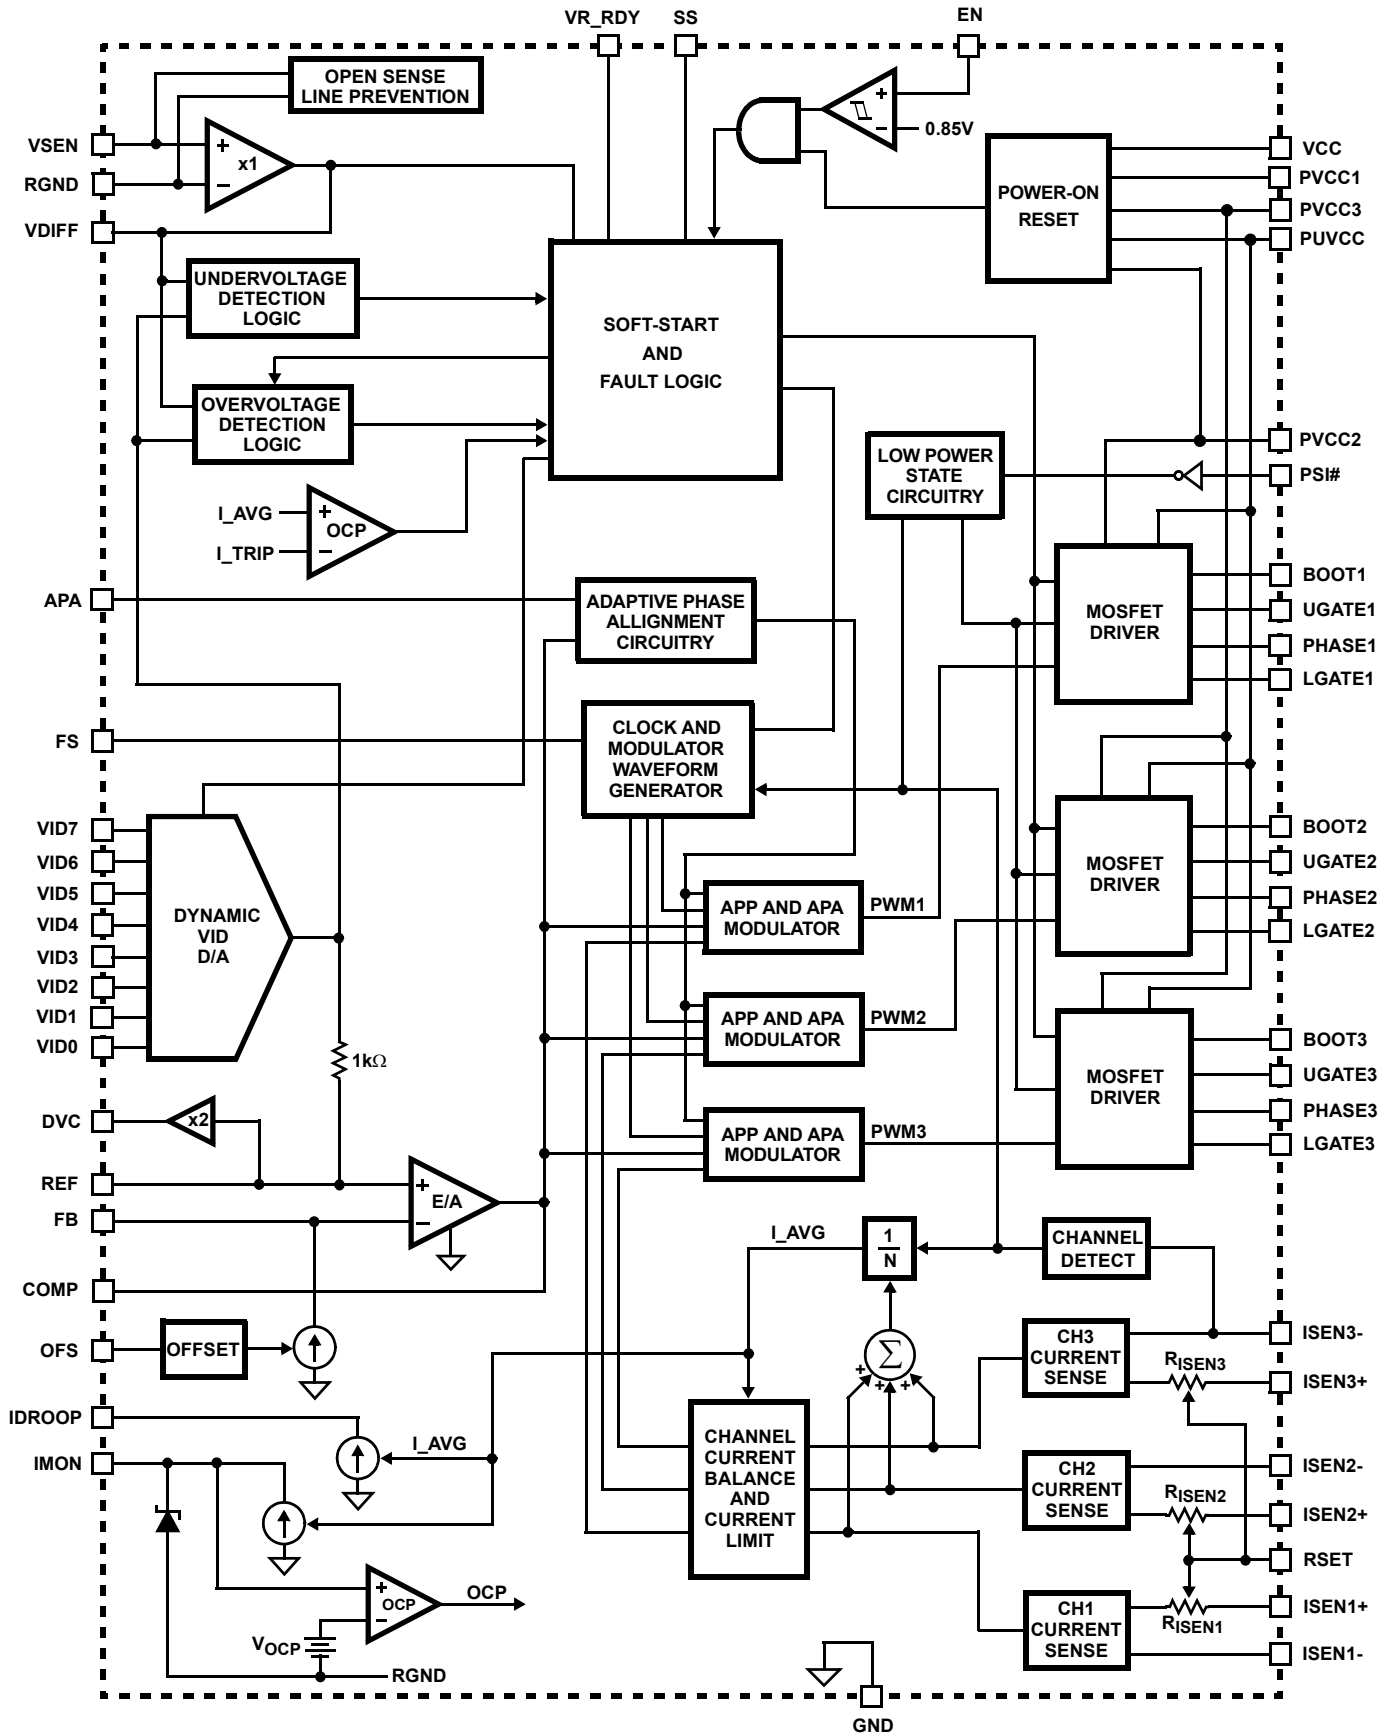 VR_RDY
SS
EN
OPEN SENSE
LINE PREVENTION
VSEN
+
x1
−
RGND
VDIFF
+
−
0.85V
POWER-ON
RESET
VCC
PVCC1
PVCC3
PUVCC
UNDERVOLTAGE
DETECTION
LOGIC
SOFT-START
AND
FAULT LOGIC
OVERVOLTAGE
DETECTION
LOGIC
I_AVG
+
OCP
I_TRIP
−
LOW POWER
STATE
CIRCUITRY
PVCC2
PSI#
APA
ADAPTIVE PHASE
ALLIGNMENT
CIRCUITRY
MOSFET
DRIVER
BOOT1
UGATE1
PHASE1
LGATE1
FS
CLOCK AND
MODULATOR
WAVEFORM
GENERATOR
VID7
VID6
VID5
VID4
VID3
VID2
VID1
VID0
DYNAMIC
VID
D/A
APP AND APA
MODULATOR
PWM1
MOSFET
DRIVER
BOOT2
UGATE2
PHASE2
LGATE2
APP AND APA
MODULATOR
PWM2
1kΩ
MOSFET
DRIVER
BOOT3
UGATE3
PHASE3
LGATE3
DVC
x2
APP AND APA
MODULATOR
PWM3
REF
+
E/A
FB
−
COMP
I_AVG
1
N
CHANNEL
DETECT
OFS
OFFSET
Σ
+
+
+
CH3
CURRENT
SENSE
ISEN3-
RISEN3
ISEN3+
IDROOP
I_AVG
IMON
CHANNEL
CURRENT
BALANCE
AND
CURRENT
LIMIT
CH2
CURRENT
SENSE
ISEN2-
RISEN2
ISEN2+
RSET
+
OCP
−
OCP
VOCP
RGND
CH1
CURRENT
SENSE
ISEN1+
RISEN1
ISEN1-
GND